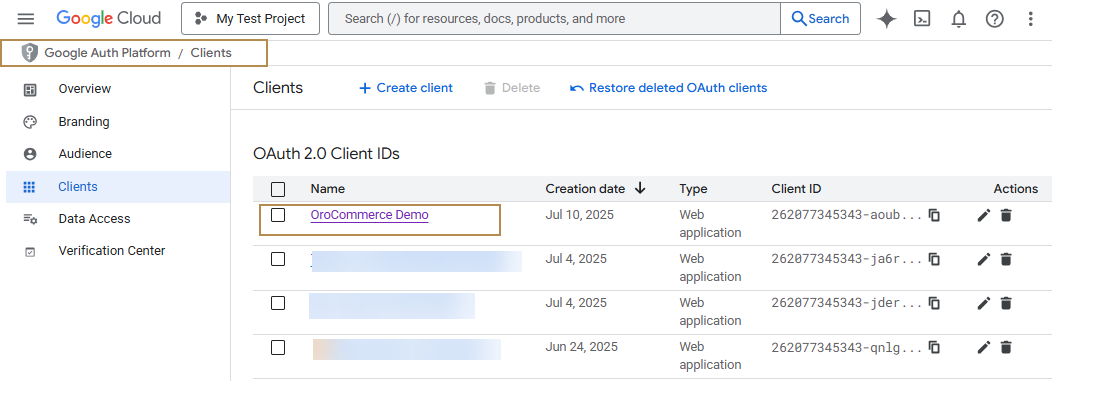 Google Cloud My Test Project Search (/) for resources, docs, products, and more Search
Google Auth Platform / Clients
Overview
Branding
Audience
Clients
Data Access
Verification Center
Clients Create client Delete Restore deleted OAuth clients
OAuth 2.0 Client IDs
Name Creation date Type Client ID Actions
OroCommerce Demo Jul 10, 2025 Web application 262077345343-aoub...
Jul 4, 2025 Web application 262077345343-ja6r...
Jul 4, 2025 Web application 262077345343-jder...
Jun 24, 2025 Web application 262077345343-qnlg...